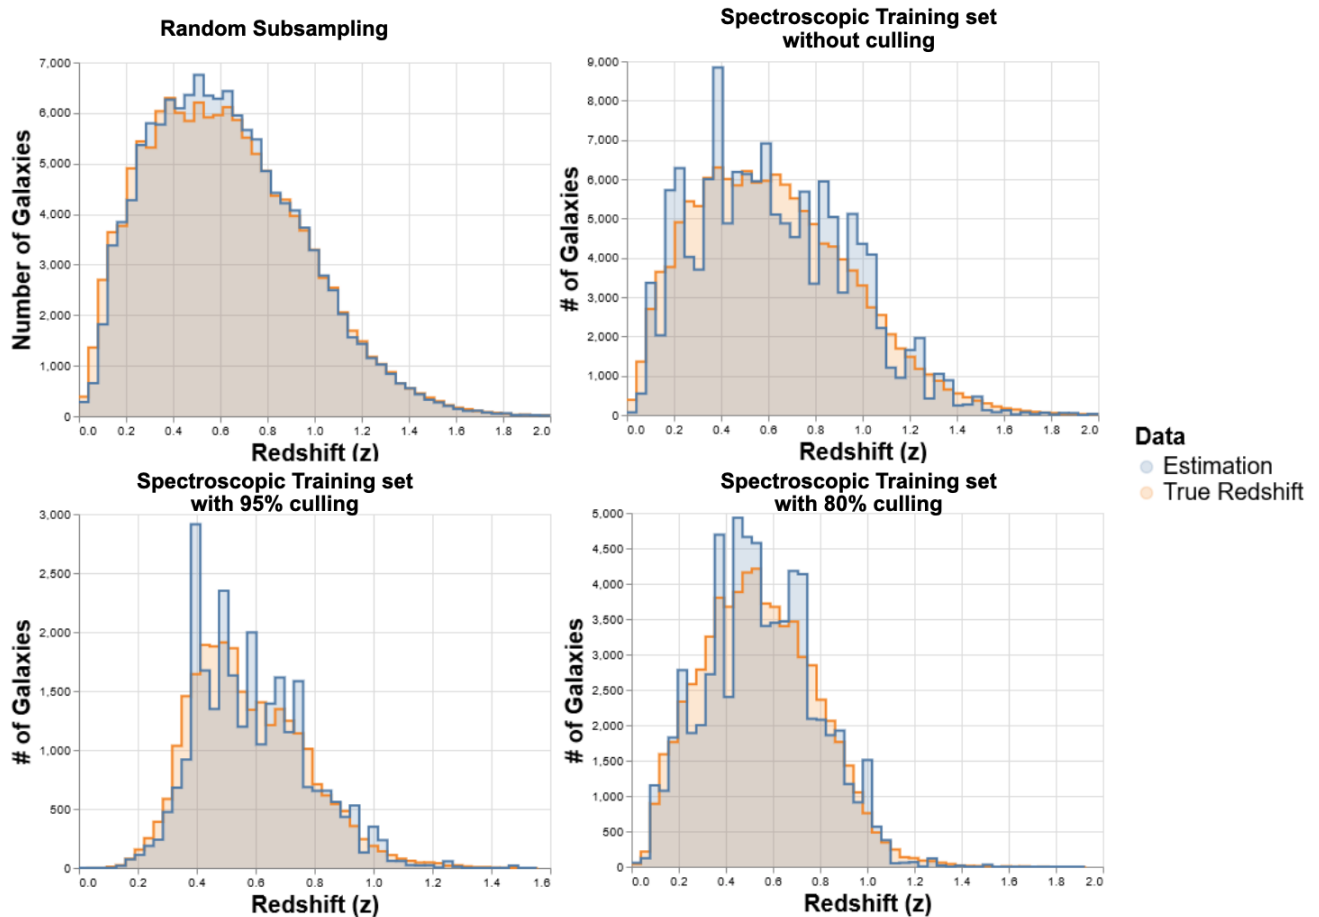 Random Subsampling
7,000
6,000
5,000
4,000
3,000
2,000
1,000
0
Number of Galaxies
0.0 0.2 0.4 0.6 0.8 1.0 1.2 1.4 1.6 1.8 2.0
Redshift (z)
Spectroscopic Training set
without culling
9,000
8,000
7,000
6,000
5,000
4,000
3,000
2,000
1,000
0
# of Galaxies
0.0 0.2 0.4 0.6 0.8 1.0 1.2 1.4 1.6 1.8 2.0
Redshift (z)
Spectroscopic Training set
with 95% culling
3,000
2,500
2,000
1,500
1,000
500
0
# of Galaxies
0.0 0.2 0.4 0.6 0.8 1.0 1.2 1.4 1.6
Redshift (z)
Spectroscopic Training set
with 80% culling
5,000
4,500
4,000
3,500
3,000
2,500
2,000
1,500
1,000
500
0
# of Galaxies
0.0 0.2 0.4 0.6 0.8 1.0 1.2 1.4 1.6 1.8 2.0
Redshift (z)
Data
Estimation
True Redshift